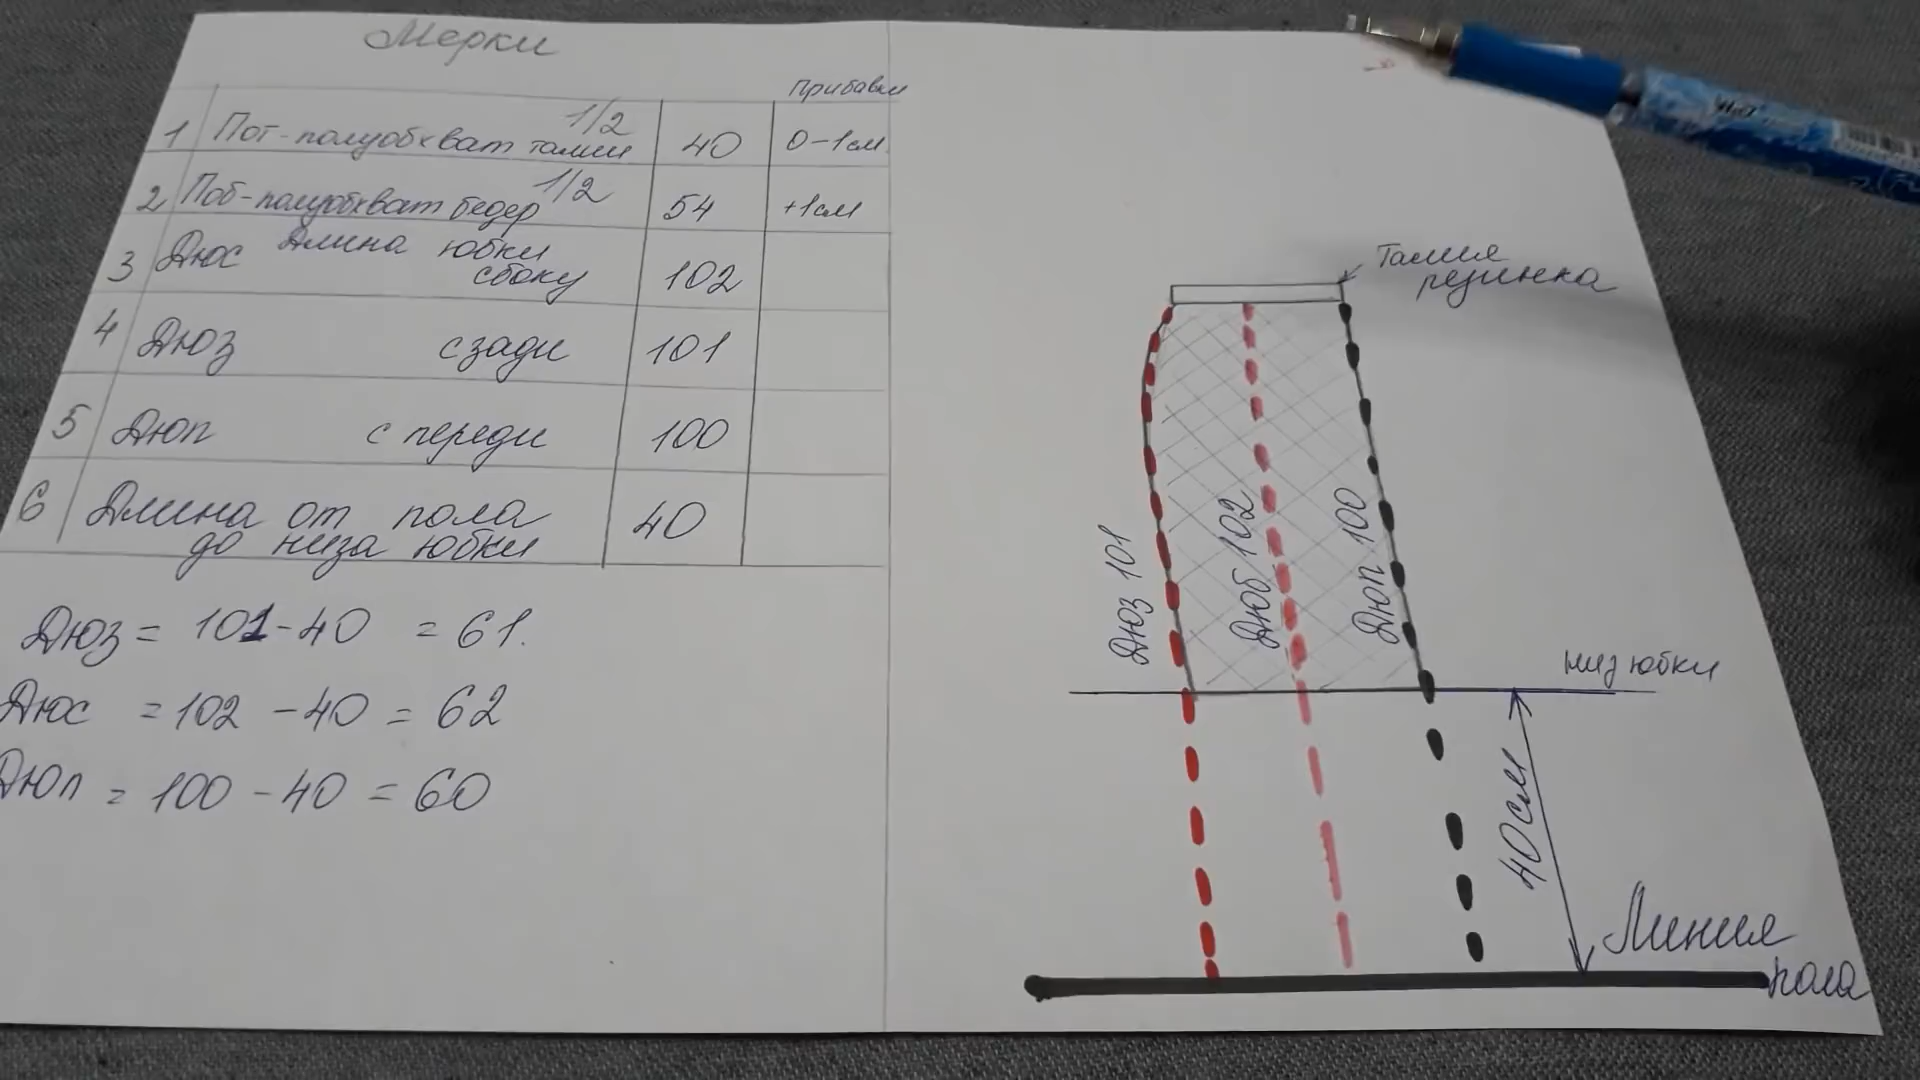 Мерки
Прибавки
1 Пот-полуобхват талии 1/2 40 0-1см
2 Поб-полуобхват бедер 1/2 54 +1см
3 Дюс Длина юбки
сбоку 102
4 Дюз сзади 101
5 Дюп с переди 100
6 Длина от пола
до низа юбки 40
Дюз = 101-40 = 61.
Дюс = 102 - 40 = 62
Дюп = 100 - 40 = 60
Талия
резинка
Дюз 101
Дюб 102
Дюп 100
низ юбки
40см
Линия
пола